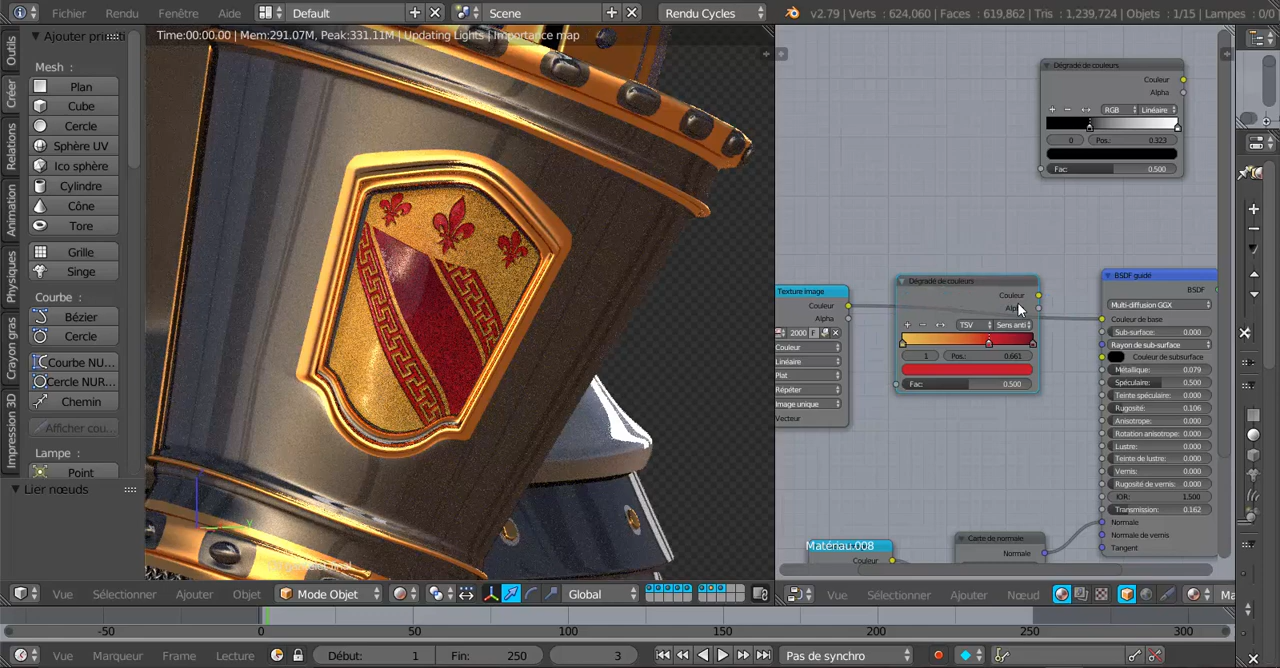 Fichier Rendu Fenêtre Aide Default Scene Rendu Cycles v2.79 | Verts : 624,060 | Faces : 619,862 | Tris : 1,239,724 | Objets : 1/15 | Lampes : 0/0
Time:00:00.00 | Mem:291.07M, Peak:331.11M | Updating Lights | Importance map
Outils
Créer
Relations
Animation
Physiques
Crayon gras
Impression 3D
Mesh :
Plan
Cube
Cercle
Sphère UV
Ico sphère
Cylindre
Cône
Tore
Grille
Singe
Courbe :
Bézier
Cercle
Courbe NU...
Cercle NUR...
Chemin
Afficher cou...
Lampe :
Point
Lier nœuds
Dégradé de couleurs
Couleur
Alpha
RGB Linéaire
0 Pos.: 0.323
Fac: 0.500
Texture image
Couleur
Alpha
2000 F
Couleur
Linéaire
Plat
Répéter
Image unique
Vecteur
Dégradé de couleurs
Couleur
TSV Sens anti
1 Pos.: 0.661
Fac: 0.500
BSDF guidé
BSDF
Multi-diffusion GGX
Couleur de base
Sub-surface: 0.000
Rayon de sub-surface
Couleur de subsurface
Métallique: 0.079
Spéculaire: 0.500
Teinte spéculaire: 0.000
Rugosité: 0.106
Anisotrope: 0.000
Rotation anisotrope: 0.000
Lustre: 0.000
Teinte de lustre: 0.000
Vernis: 0.000
Rugosité de vernis: 0.000
IOR: 1.500
Transmission: 0.162
Normale
Normale de vernis
Tangent
Matériau.008
Couleur
Carte de normale
Normale
Vue Sélectionner Ajouter Objet Mode Objet Global
Vue Sélectionner Ajouter Nœud Ma
-50 0 50 100 150 200 250 300
Vue Marqueur Frame Lecture Début: 1 Fin: 250 3 Pas de synchro